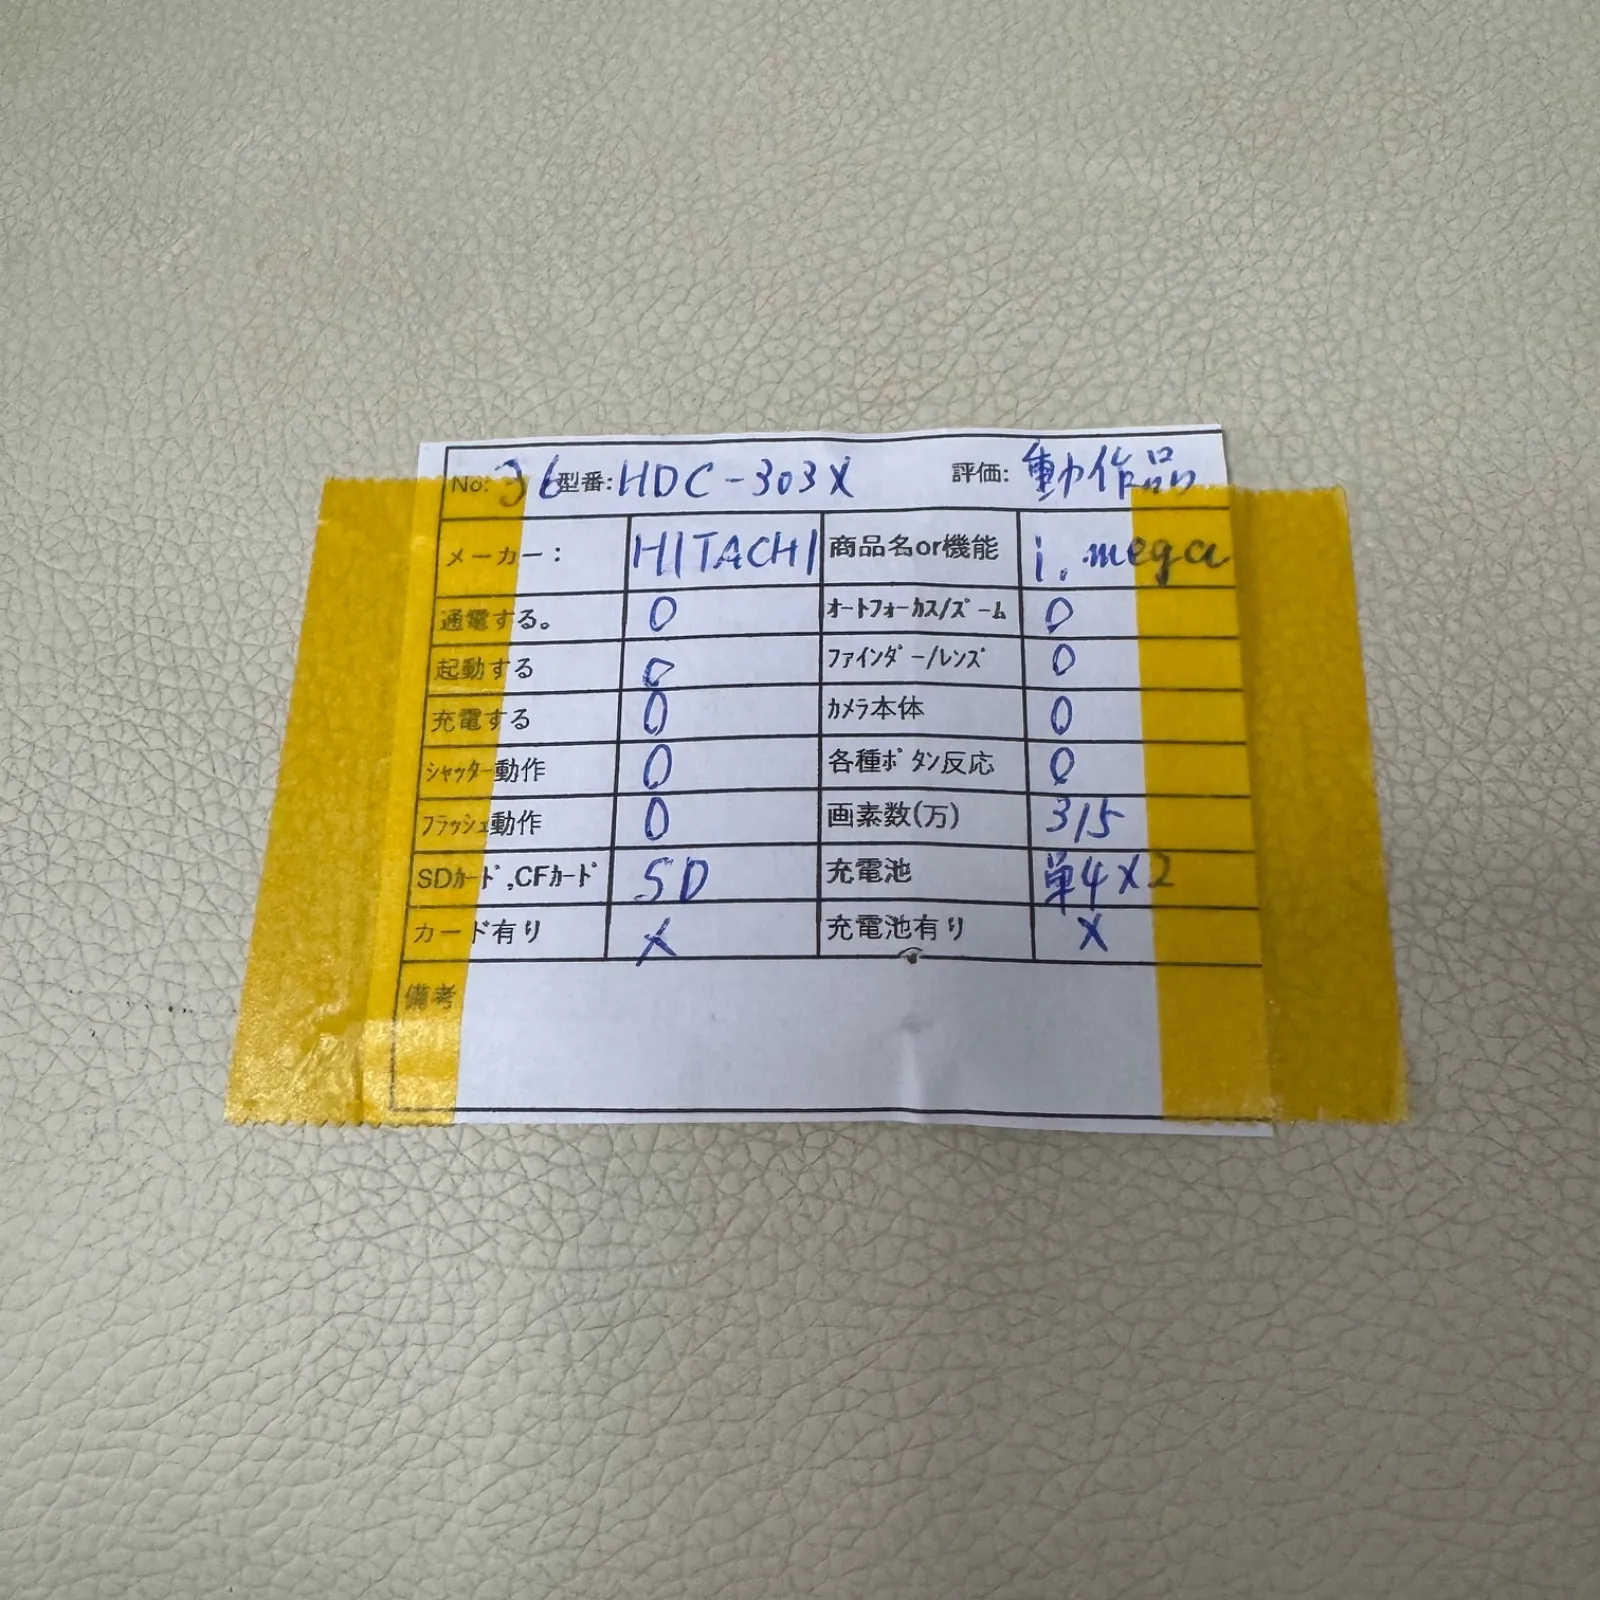 No: 36 型番: HDC-303X 評価: 動作品
メーカー: HITACHI 商品名or機能 i.mega
通電する。 O ｵｰﾄﾌｫｰｶｽ/ｽﾞｰﾑ O
起動する O ﾌｧｲﾝﾀﾞｰ/ﾚﾝｽﾞ O
充電する O ｶﾒﾗ本体 O
ｼｬｯﾀｰ動作 O 各種ﾎﾞﾀﾝ反応 O
ﾌﾗｯｼｭ動作 O 画素数(万) 315
SDｶｰﾄﾞ,CFｶｰﾄﾞ SD 充電池 単4X2
カード有り X 充電池有り X
備考